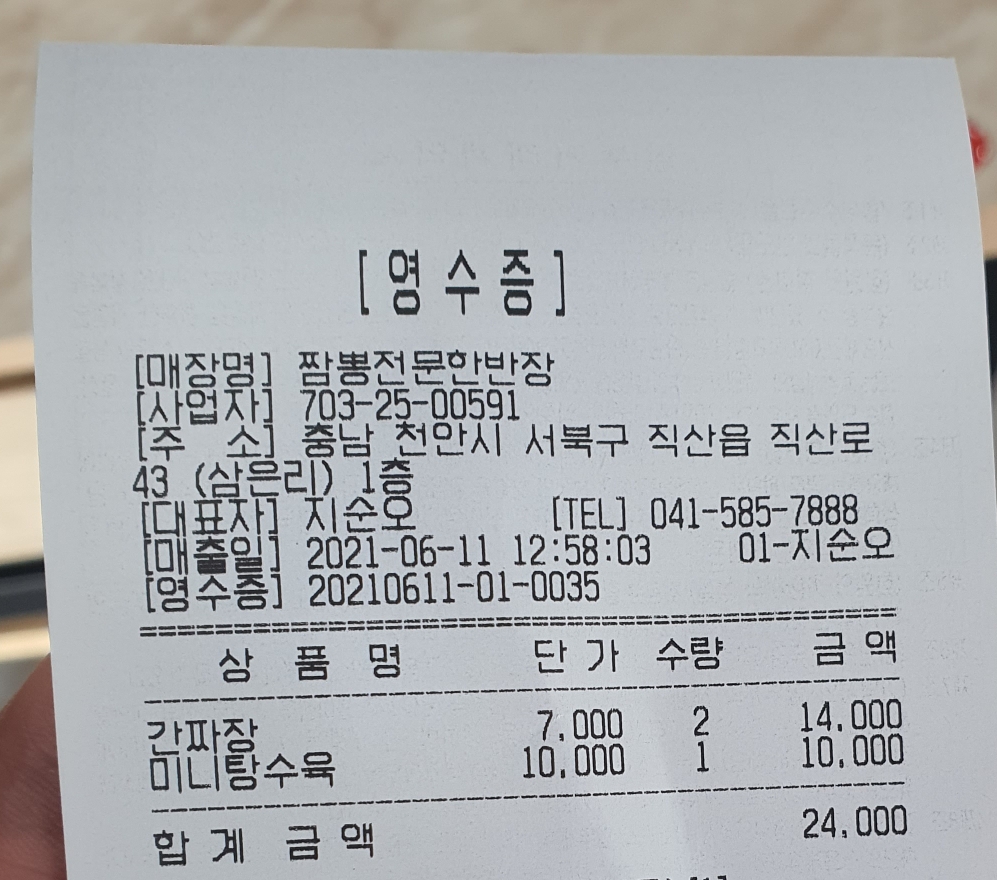 [영수증]
[매장명] 짬뽕전문한반장
[사업자] 703-25-00591
[주 소] 충남 천안시 서북구 직산읍 직산로
43 (삼은리) 1층
[대표자] 지순오 [TEL] 041-585-7888
[매출일] 2021-06-11 12:58:03 01-지순오
[영수증] 20210611-01-0035
==========================================
상 품 명 단 가 수량 금 액
------------------------------------------
간짜장 7,000 2 14,000
미니탕수육 10,000 1 10,000
------------------------------------------
합 계 금 액 24,000